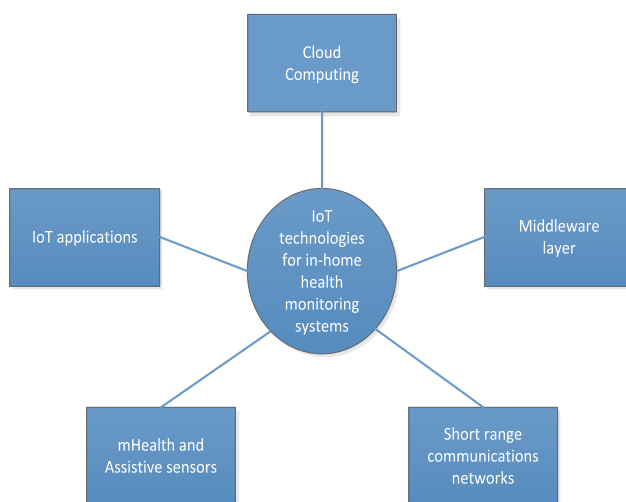 Cloud
Computing
IoT applications
IoT
technologies
for in-home
health
monitoring
systems
Middleware
layer
mHealth and
Assistive sensors
Short range
communications
networks